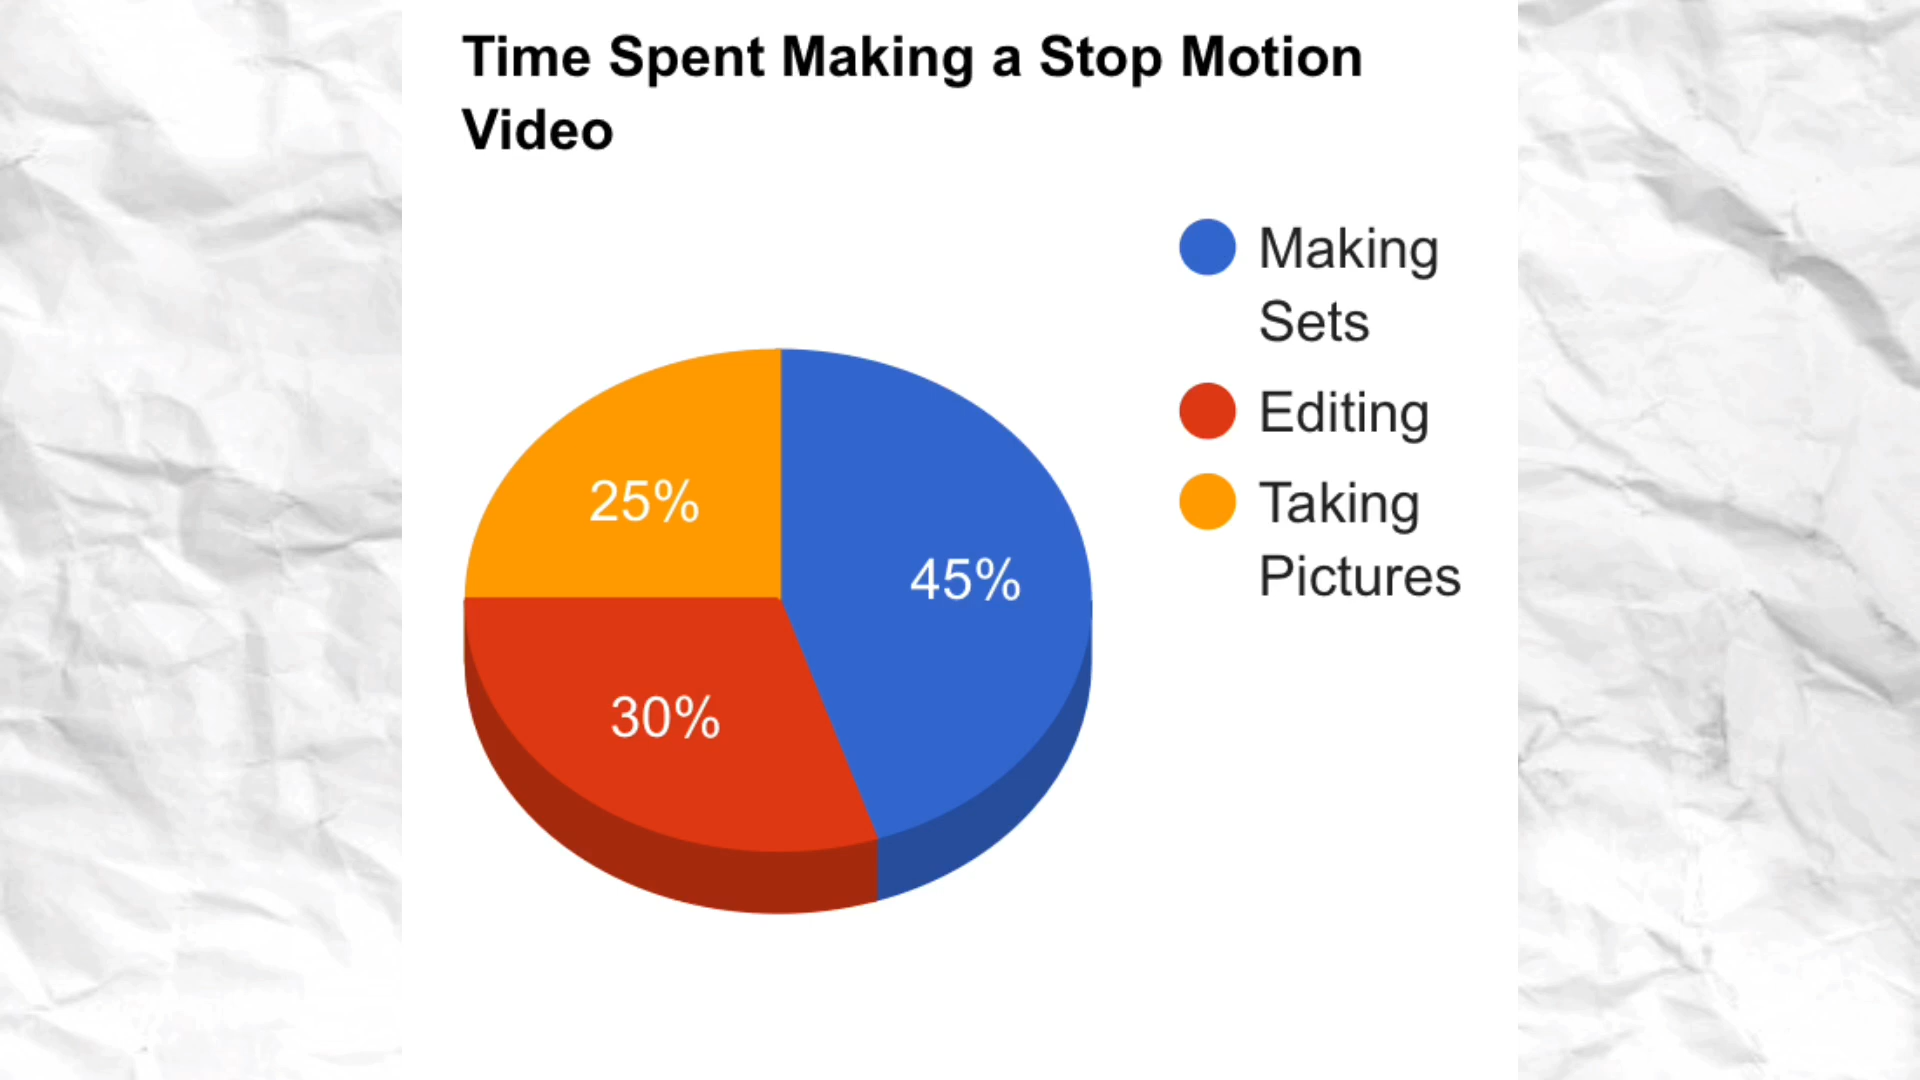 Time Spent Making a Stop Motion
Video
Making
Sets
Editing
Taking
Pictures
25%
45%
30%